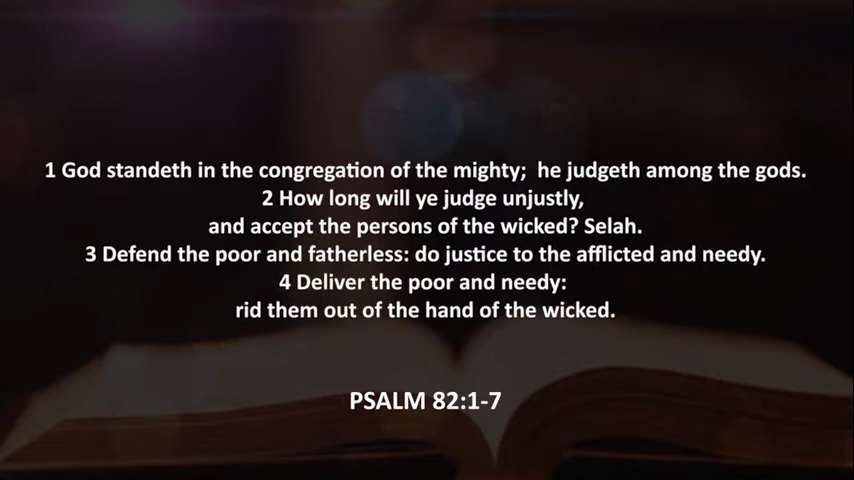 1 God standeth in the congregation of the mighty;  he judgeth among the gods.
2 How long will ye judge unjustly,
and accept the persons of the wicked? Selah.
3 Defend the poor and fatherless: do justice to the afflicted and needy.
4 Deliver the poor and needy:
rid them out of the hand of the wicked.
PSALM 82:1-7